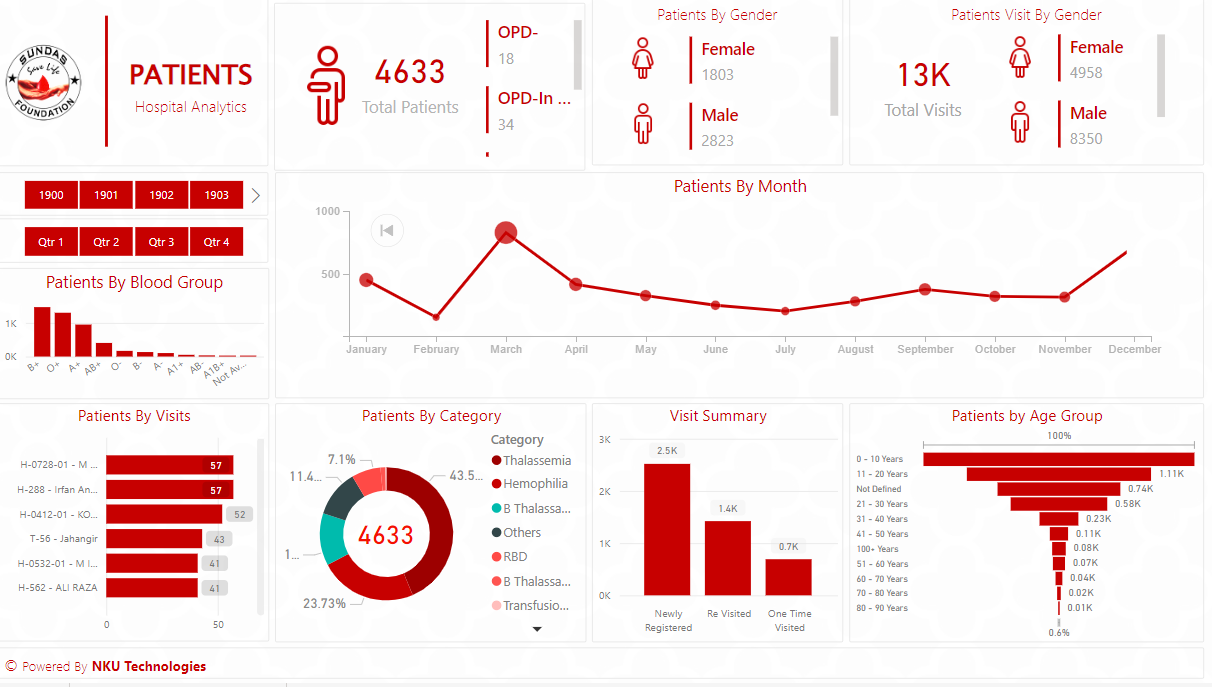 SUNDAS
Save Life
FOUNDATION
PATIENTS
Hospital Analytics
4633
Total Patients
OPD-
18
OPD-In ...
34
Patients By Gender
Female
1803
Male
2823
Patients Visit By Gender
13K
Total Visits
Female
4958
Male
8350
1900 1901 1902 1903
Qtr 1 Qtr 2 Qtr 3 Qtr 4
Patients By Month
1000
500
January February March April May June July August September October November December
Patients By Blood Group
1K
0K
B+ O+ A+ AB+ O- B- A- A1+ AB- A1B+ Not Av...
Patients By Visits
H-0728-01 - M ... 57
H-288 - Irfan An... 57
H-0412-01 - KO... 52
T-56 - Jahangir 43
H-0532-01 - M I... 41
H-562 - ALI RAZA 41
0 50
Patients By Category
7.1%
11.4...
1...
23.73%
43.5...
4633
Category
Thalassemia
Hemophilia
B Thalassa...
Others
RBD
B Thalassa...
Transfusio...
Visit Summary
3K
2K
1K
0K
2.5K
1.4K
0.7K
Newly Registered
Re Visited
One Time Visited
Patients by Age Group
100%
0 - 10 Years
11 - 20 Years 1.11K
Not Defined 0.74K
21 - 30 Years 0.58K
31 - 40 Years 0.23K
41 - 50 Years 0.11K
100+ Years 0.08K
51 - 60 Years 0.07K
60 - 70 Years 0.04K
70 - 80 Years 0.02K
80 - 90 Years 0.01K
0.6%
© Powered By NKU Technologies